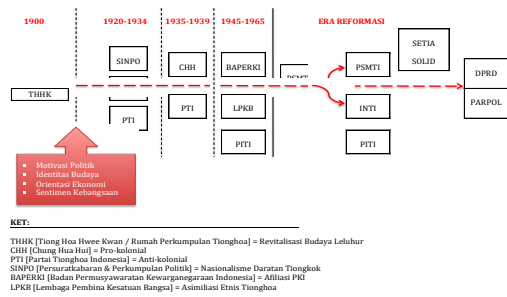 1900
1920-1934
1935-1939
1945-1965
ERA REFORMASI
SINPO
CHH
BAPERKI
PSMTI
SETIA
SOLID
DPRD
THHK
PTI
PTI
LPKB
INTI
PARPOL
PITI
PITI
Motivasi Politik
Identitas Budaya
Orientasi Ekonomi
Sentimen Kebangsaan
KET:
THHK [Tiong Hoa Hwee Kwan / Rumah Perkumpulan Tionghoa] = Revitalisasi Budaya Leluhur
CHH [Chung Hua Hui] = Pro-kolonial
PTI [Partai Tionghoa Indonesia] = Anti-kolonial
SINPO [Persuratkabaran & Perkumpulan Politik] = Nasionalisme Daratan Tiongkok
BAPERKI [Badan Permusyawaratan Kewarganegaraan Indonesia] = Afiliasi PKI
LPKB [Lembaga Pembina Kesatuan Bangsa] = Asimiliasi Etnis Tionghoa